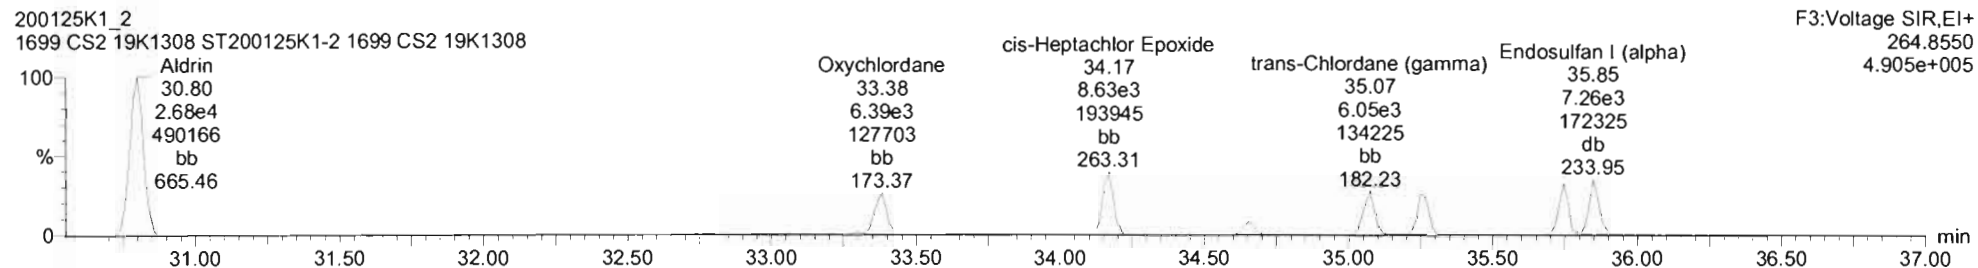 200125K1_2
1699 CS2 19K1308 ST200125K1-2 1699 CS2 19K1308
F3:Voltage SIR,EI+
264.8550
4.905e+005
100
%
0
Aldrin
30.80
2.68e4
490166
bb
665.46
Oxychlordane
33.38
6.39e3
127703
bb
173.37
cis-Heptachlor Epoxide
34.17
8.63e3
193945
bb
263.31
trans-Chlordane (gamma)
35.07
6.05e3
134225
bb
182.23
Endosulfan I (alpha)
35.85
7.26e3
172325
db
233.95
31.00 31.50 32.00 32.50 33.00 33.50 34.00 34.50 35.00 35.50 36.00 36.50 37.00 min